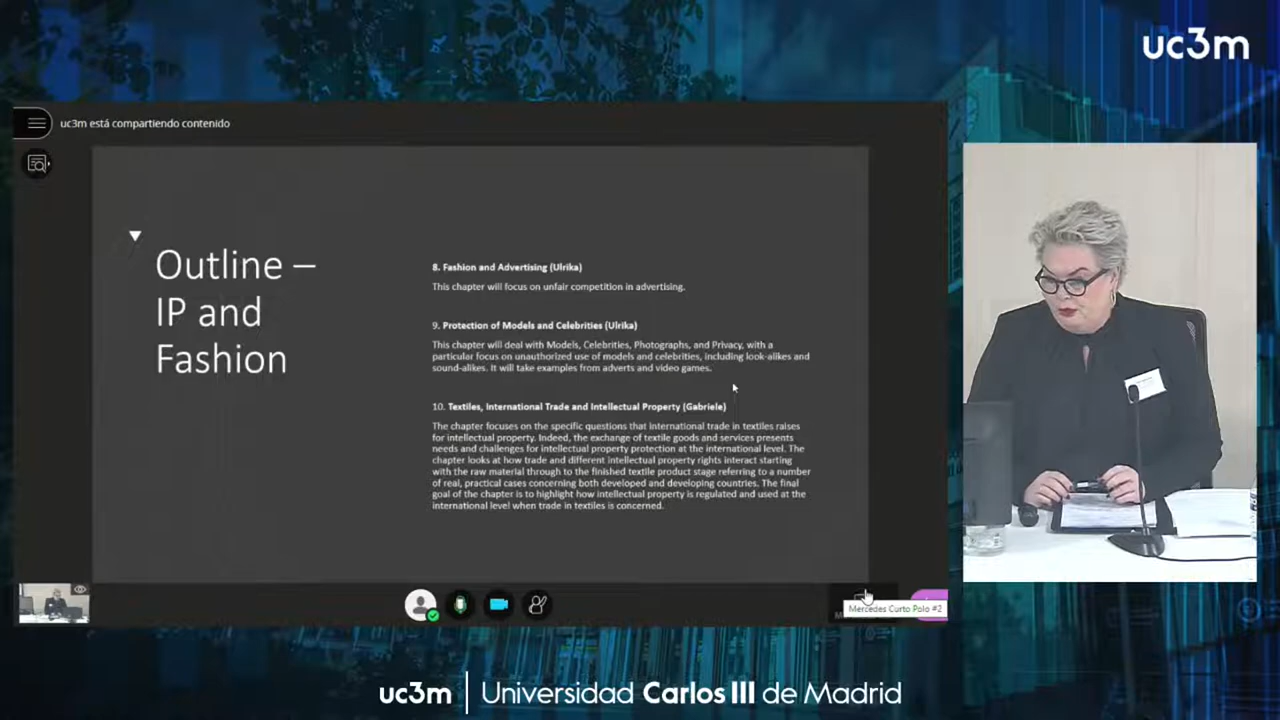 uc3m
uc3m está compartiendo contenido
Outline –
IP and
Fashion
8. Fashion and Advertising (Ulrika)
This chapter will focus on unfair competition in advertising.
9. Protection of Models and Celebrities (Ulrika)
This chapter will deal with Models, Celebrities, Photographs, and Privacy, with a
particular focus on unauthorized use of models and celebrities, including look-alikes and
sound-alikes. It will take examples from adverts and video games.
10. Textiles, International Trade and Intellectual Property (Gabriele)
The chapter focuses on the specific questions that international trade in textiles raises
for intellectual property. Indeed, the exchange of textile goods and services presents
needs and challenges for intellectual property protection at the international level. The
chapter looks at how trade and different intellectual property rights interact starting
with the raw material through to the finished textile product stage referring to a number
of real, practical cases concerning both developed and developing countries. The final
goal of the chapter is to highlight how intellectual property is regulated and used at the
international level when trade in textiles is concerned.
Mercedes Curto Polo #2
uc3m | Universidad Carlos III de Madrid